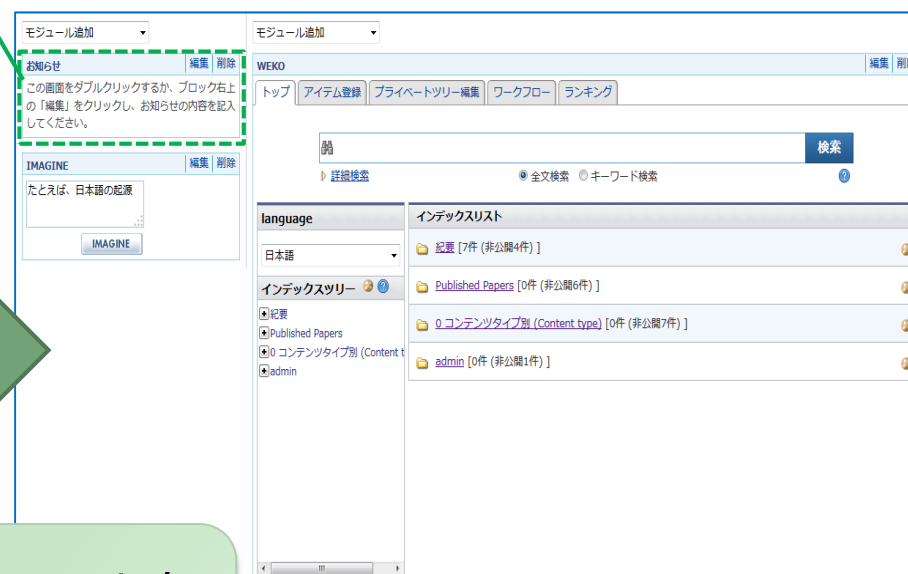 モジュール追加
お知らせ 編集 削除
この画面をダブルクリックするか、ブロック右上
の「編集」をクリックし、お知らせの内容を記入
してください。
IMAGINE 編集 削除
たとえば、日本語の起源
IMAGINE
モジュール追加
WEKO 編集
トップ アイテム登録 プライベートツリー編集 ワークフロー ランキング
検索
詳細検索 全文検索 キーワード検索
language
日本語
インデックスツリー
紀要
Published Papers
0 コンテンツタイプ別 (Content t
admin
インデックスリスト
紀要 [7件 (非公開4件) ]
Published Papers [0件 (非公開6件) ]
0 コンテンツタイプ別 (Content type) [0件 (非公開7件) ]
admin [0件 (非公開1件) ]